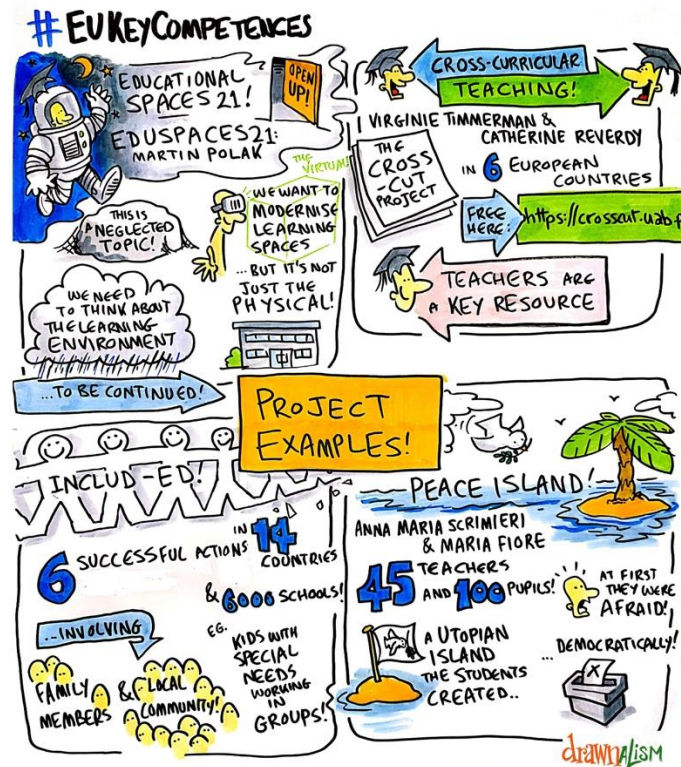 # EU KEY COMPETENCES
EDUCATIONAL
SPACES 21!
OPEN
UP!
EDUSPACES21:
MARTIN POLAK
THE
VIRTUAL!
THIS IS
A NEGLECTED
TOPIC!
WE WANT TO
MODERNISE
LEARNING
SPACES
... BUT IT'S NOT
JUST THE
PHYSICAL!
WE NEED
TO THINK ABOUT
THE LEARNING
ENVIRONMENT
...TO BE CONTINUED!
CROSS-CURRICULAR
TEACHING!
VIRGINIE TIMMERMAN &
CATHERINE REVERDY
THE
CROSS
-CUT
PROJECT
IN 6 EUROPEAN
COUNTRIES
FREE
HERE:
https://crosscut.uab.p
TEACHERS ARE
A KEY RESOURCE
PROJECT
EXAMPLES!
INCLUD-ED!
6 SUCCESSFUL ACTIONS IN 14
COUNTRIES
& 6000 SCHOOLS!
...INVOLVING
FAMILY
MEMBERS
& LOCAL
COMMUNITY!
EG.
KIDS WITH
SPECIAL
NEEDS
WORKING
IN
GROUPS!
PEACE ISLAND!
ANNA MARIA SCRIMIERI
& MARIA FIORE
45 TEACHERS
AND 100 PUPILS!
AT FIRST
THEY WERE
AFRAID!
A UTOPIAN
ISLAND
THE STUDENTS
CREATED..
... DEMOCRATICALLY!
X
drawnalism